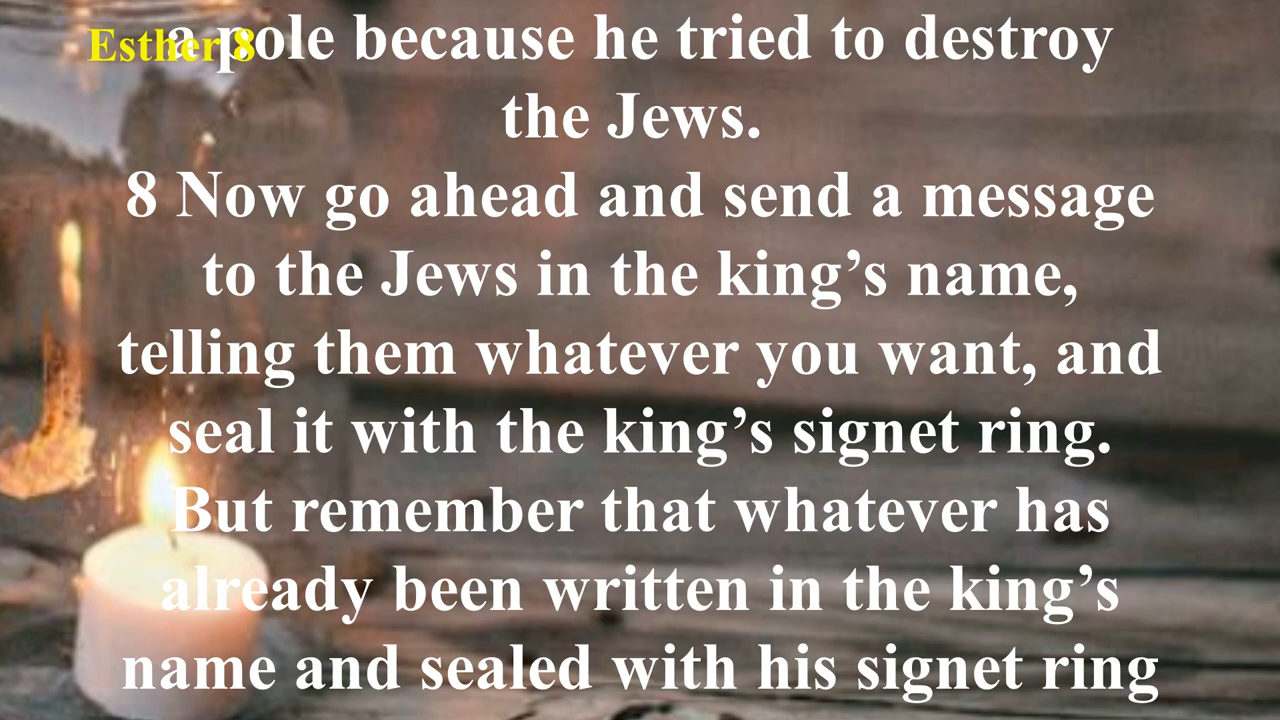 Esther 8
a pole because he tried to destroy
the Jews.
8 Now go ahead and send a message
to the Jews in the king’s name,
telling them whatever you want, and
seal it with the king’s signet ring.
But remember that whatever has
already been written in the king’s
name and sealed with his signet ring